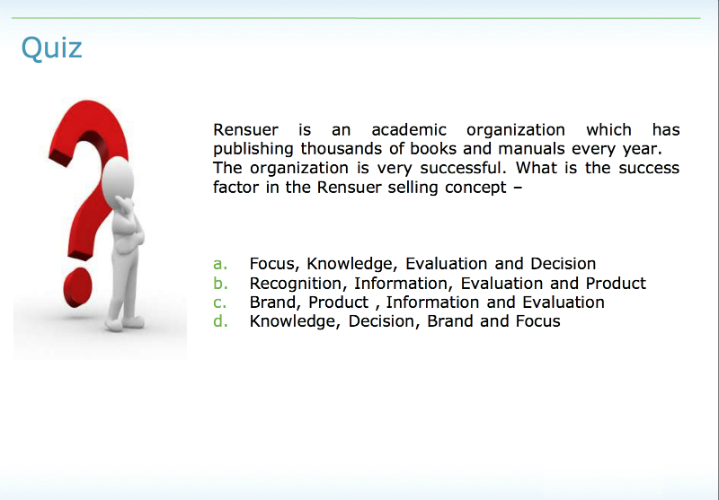 Quiz
Rensuer is an academic organization which has
publishing thousands of books and manuals every year.
The organization is very successful. What is the success
factor in the Rensuer selling concept –
a. Focus, Knowledge, Evaluation and Decision
b. Recognition, Information, Evaluation and Product
c. Brand, Product , Information and Evaluation
d. Knowledge, Decision, Brand and Focus